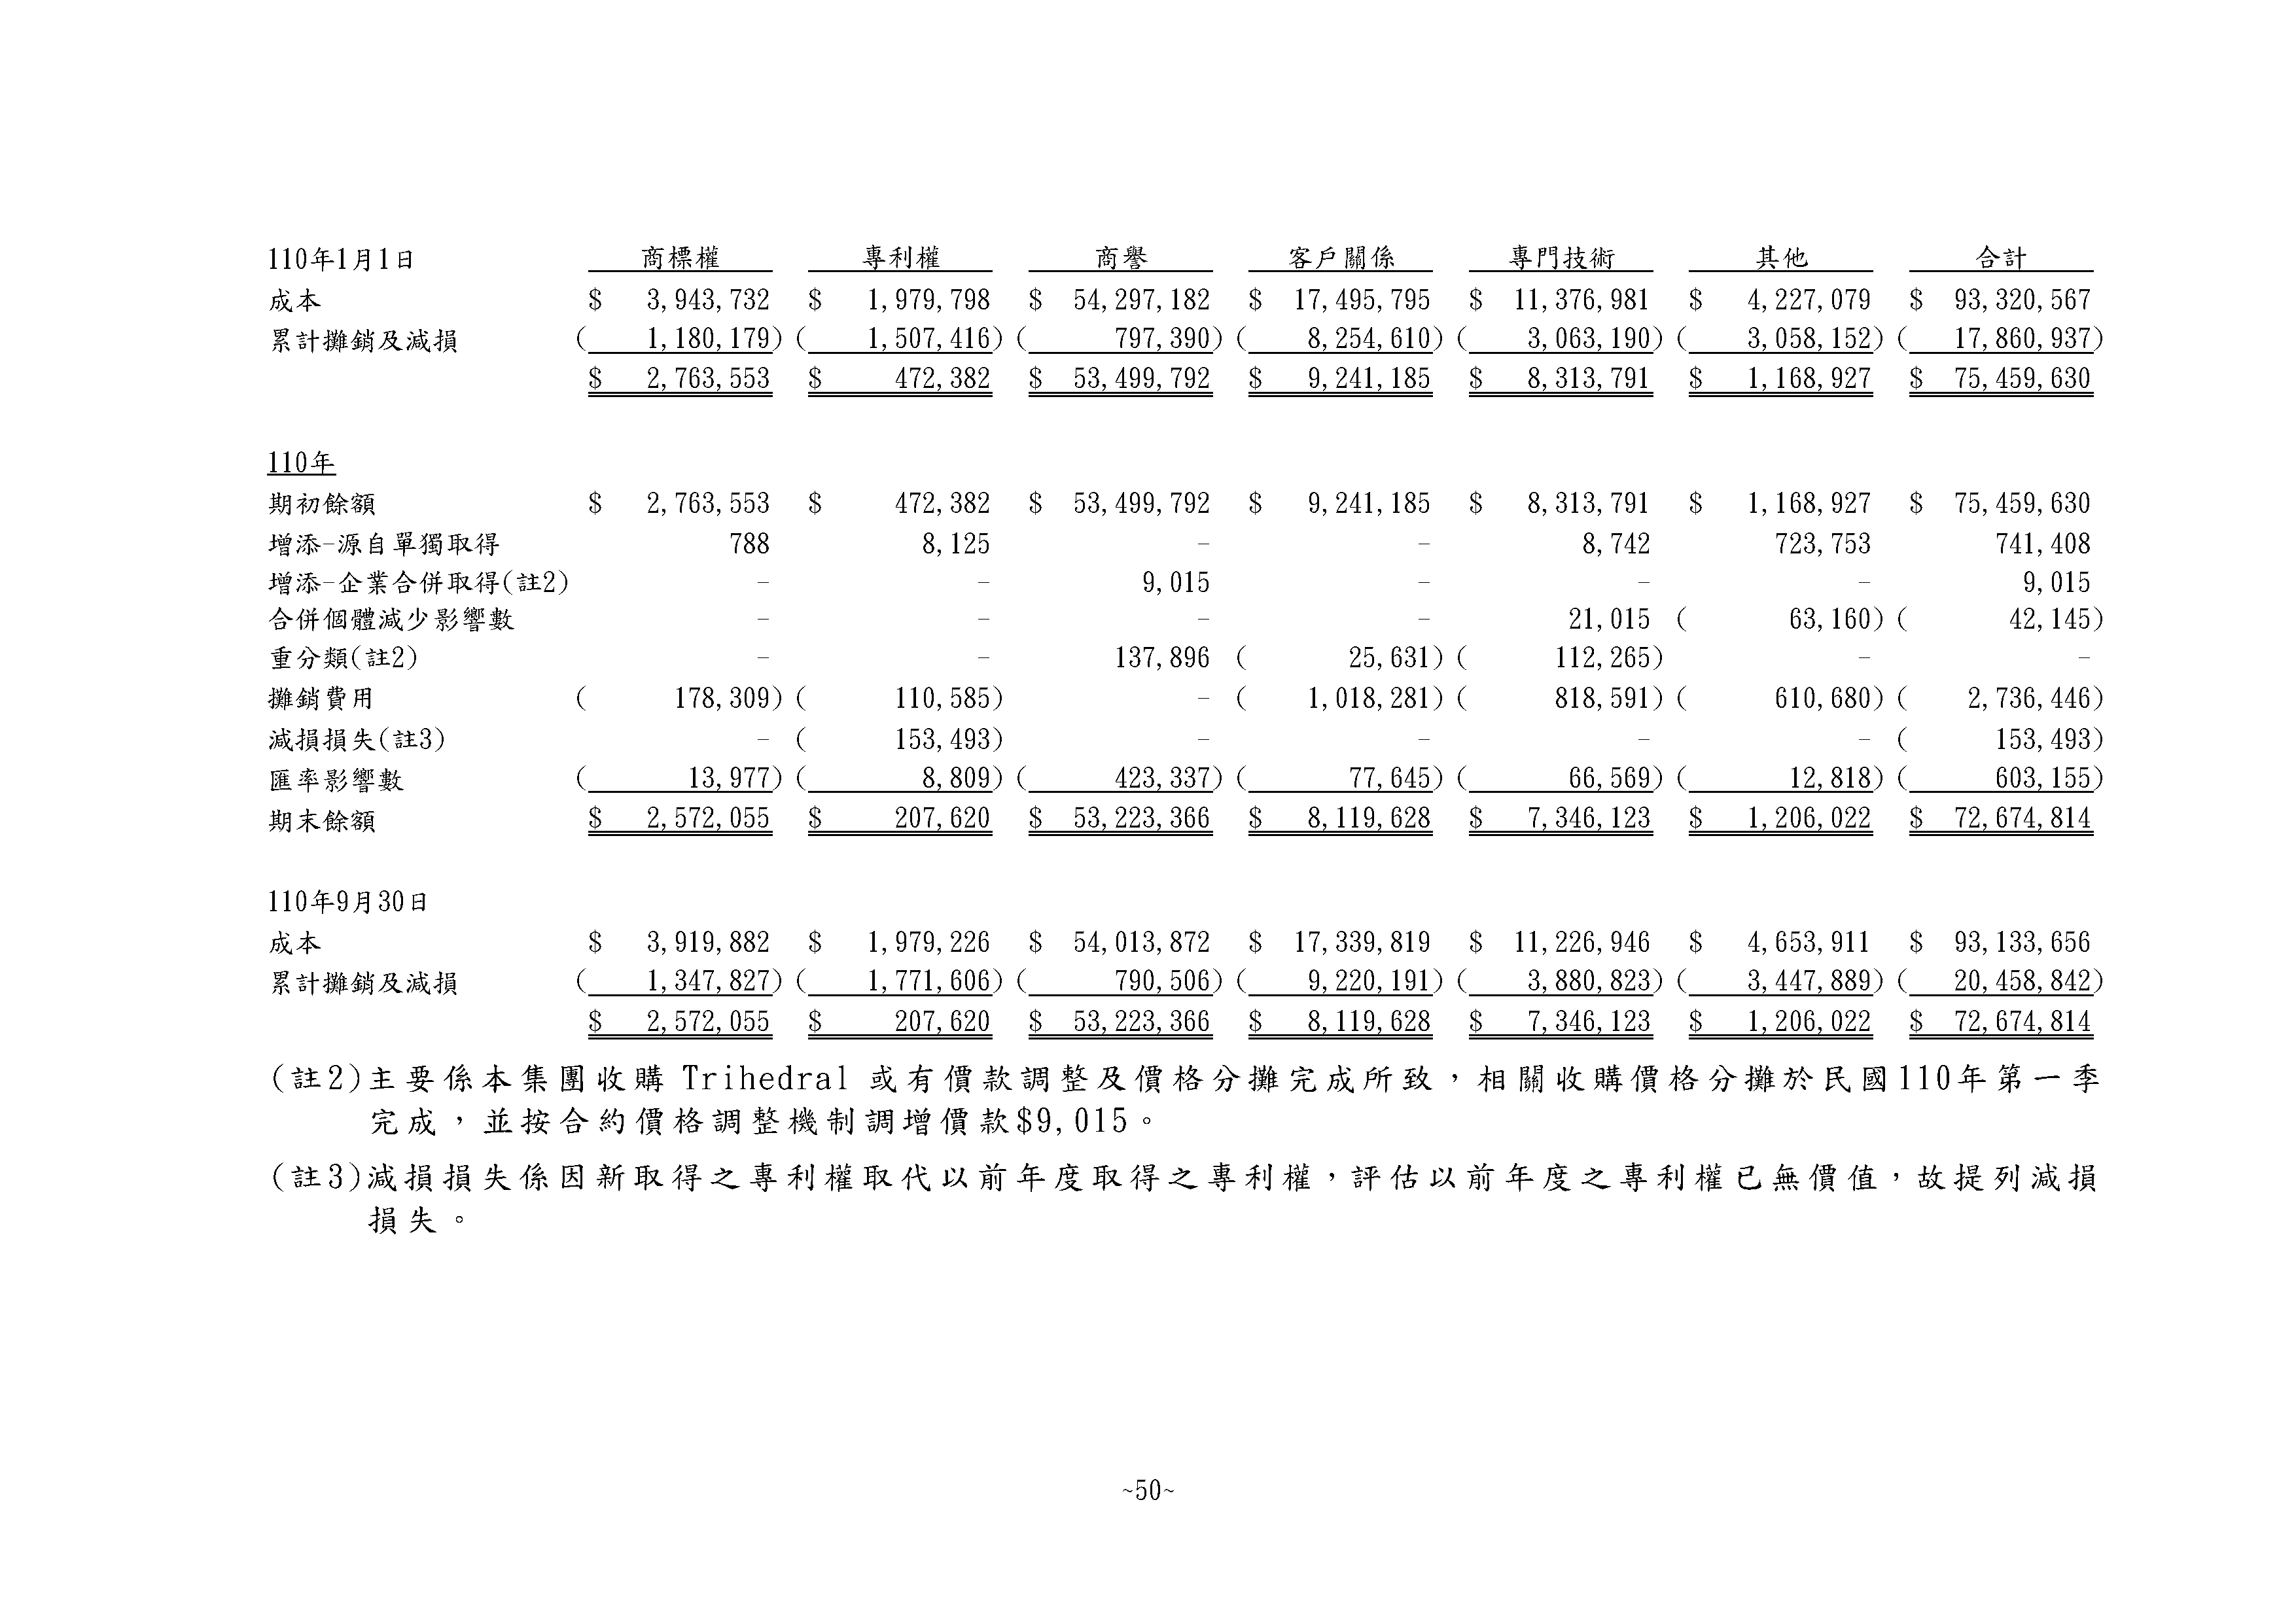 110年1月1日 商標權 專利權 商譽 客戶關係 專門技術 其他 合計
成本 $ 3,943,732 $ 1,979,798 $ 54,297,182 $ 17,495,795 $ 11,376,981 $ 4,227,079 $ 93,320,567
累計攤銷及減損 ( 1,180,179) ( 1,507,416) ( 797,390) ( 8,254,610) ( 3,063,190) ( 3,058,152) ( 17,860,937)
$ 2,763,553 $ 472,382 $ 53,499,792 $ 9,241,185 $ 8,313,791 $ 1,168,927 $ 75,459,630
110年
期初餘額 $ 2,763,553 $ 472,382 $ 53,499,792 $ 9,241,185 $ 8,313,791 $ 1,168,927 $ 75,459,630
增添-源自單獨取得 788 8,125 - - 8,742 723,753 741,408
增添-企業合併取得(註2) - - 9,015 - - - 9,015
合併個體減少影響數 - - - - 21,015 ( 63,160) ( 42,145)
重分類(註2) - - 137,896 ( 25,631) ( 112,265) - -
攤銷費用 ( 178,309) ( 110,585) - ( 1,018,281) ( 818,591) ( 610,680) ( 2,736,446)
減損損失(註3) - ( 153,493) - - - - ( 153,493)
匯率影響數 ( 13,977) ( 8,809) ( 423,337) ( 77,645) ( 66,569) ( 12,818) ( 603,155)
期末餘額 $ 2,572,055 $ 207,620 $ 53,223,366 $ 8,119,628 $ 7,346,123 $ 1,206,022 $ 72,674,814
110年9月30日
成本 $ 3,919,882 $ 1,979,226 $ 54,013,872 $ 17,339,819 $ 11,226,946 $ 4,653,911 $ 93,133,656
累計攤銷及減損 ( 1,347,827) ( 1,771,606) ( 790,506) ( 9,220,191) ( 3,880,823) ( 3,447,889) ( 20,458,842)
$ 2,572,055 $ 207,620 $ 53,223,366 $ 8,119,628 $ 7,346,123 $ 1,206,022 $ 72,674,814
(註2)主要係本集團收購 Trihedral 或有價款調整及價格分攤完成所致，相關收購價格分攤於民國110年第一季
完成，並按合約價格調整機制調增價款$9,015。
(註3)減損損失係因新取得之專利權取代以前年度取得之專利權，評估以前年度之專利權已無價值，故提列減損
損失。
~50~